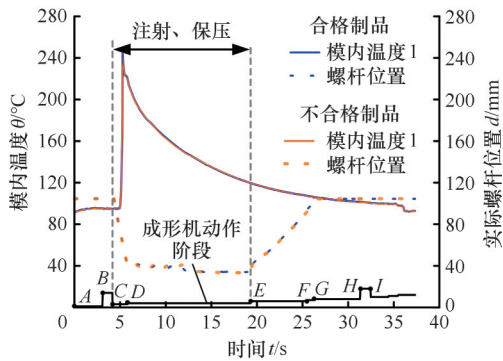 280
240
200
160
120
80
40
0
模内温度θ/°C
注射、保压
合格制品
模内温度1
螺杆位置
不合格制品
模内温度1
螺杆位置
成形机动作
阶段
A
B
C
D
E
F
G
H
I
280
240
200
160
120
80
40
0
实际螺杆位置d/mm
0
5
10
15
20
25
30
35
40
时间t/s